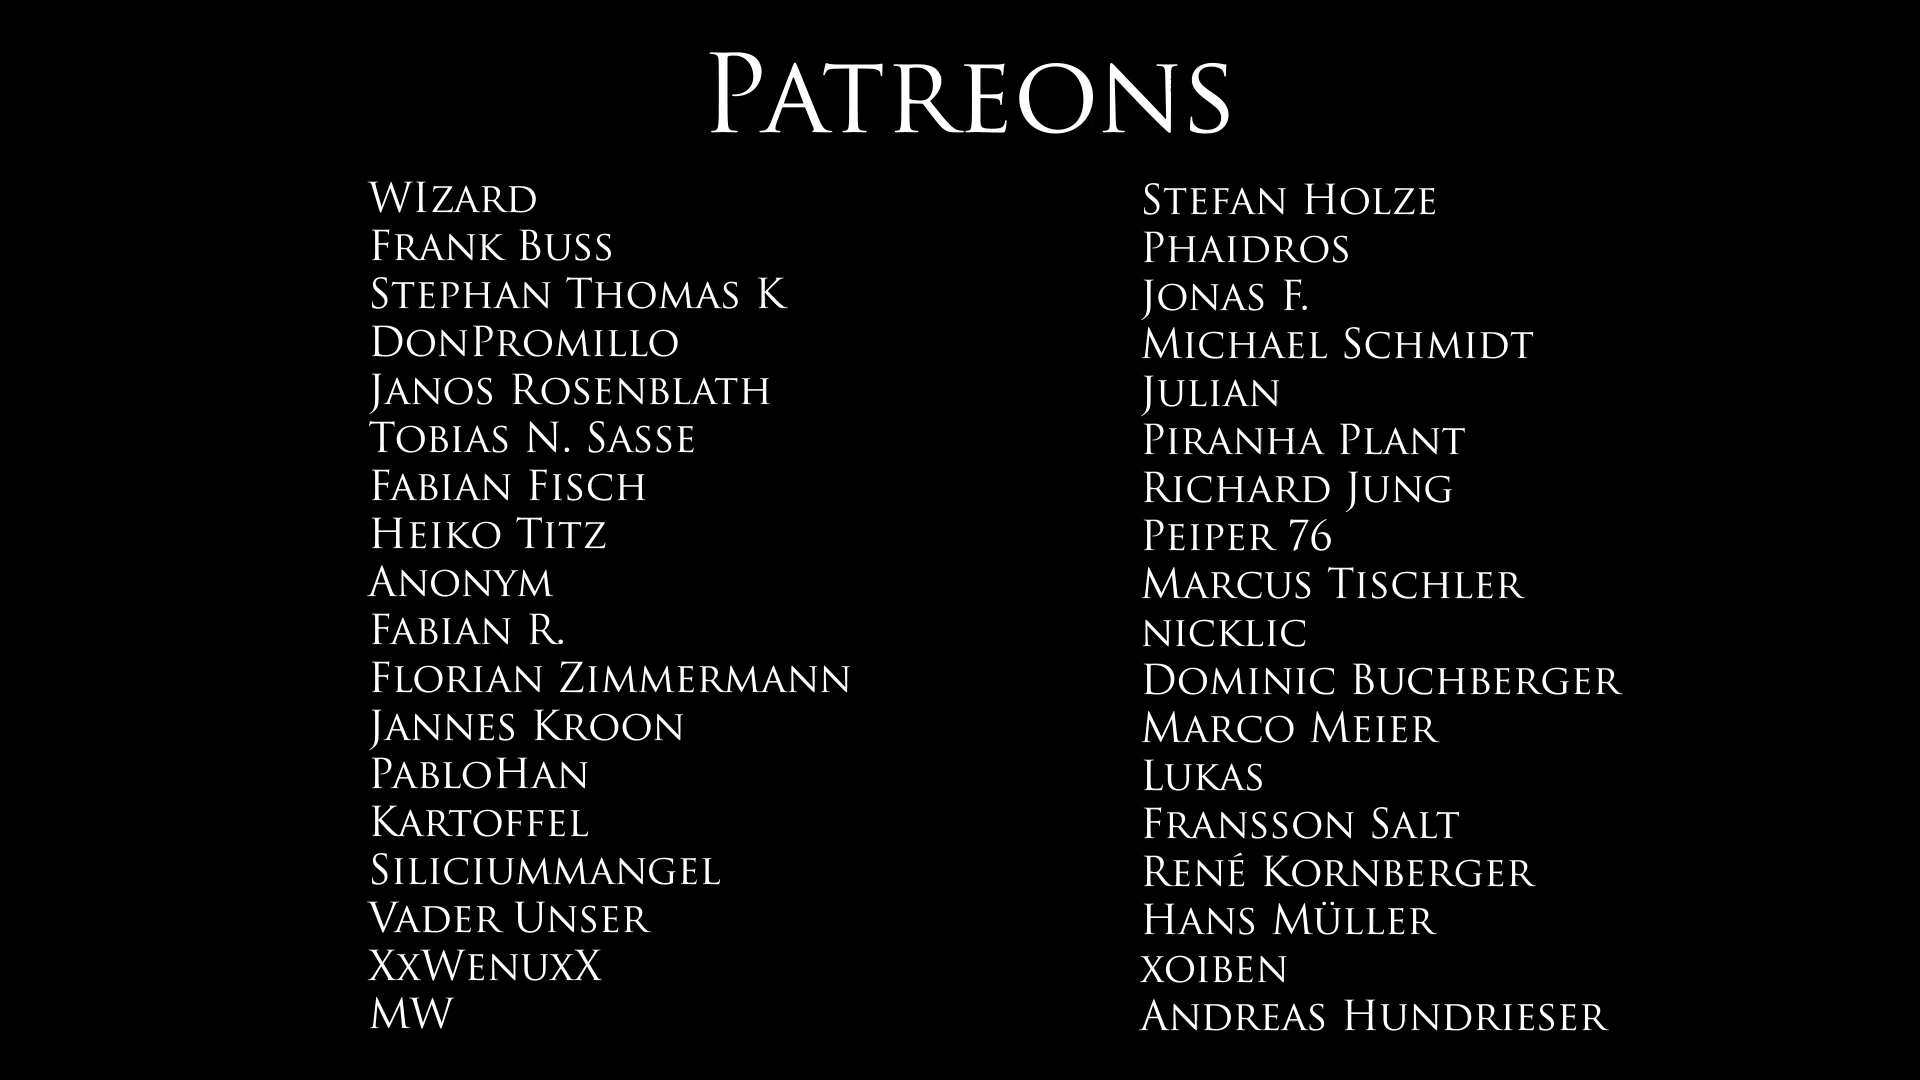 Patreons
WIzard
Frank Buss
Stephan Thomas K
DonPromillo
Janos Rosenblath
Tobias N. Sasse
Fabian Fisch
Heiko Titz
Anonym
Fabian R.
Florian Zimmermann
Jannes Kroon
PabloHan
Kartoffel
Siliciummangel
Vader Unser
XxWenuxX
MW
Stefan Holze
Phaidros
Jonas F.
Michael Schmidt
Julian
Piranha Plant
Richard Jung
Peiper 76
Marcus Tischler
nicklic
Dominic Buchberger
Marco Meier
Lukas
Fransson Salt
René Kornberger
Hans Müller
xoiben
Andreas Hundrieser